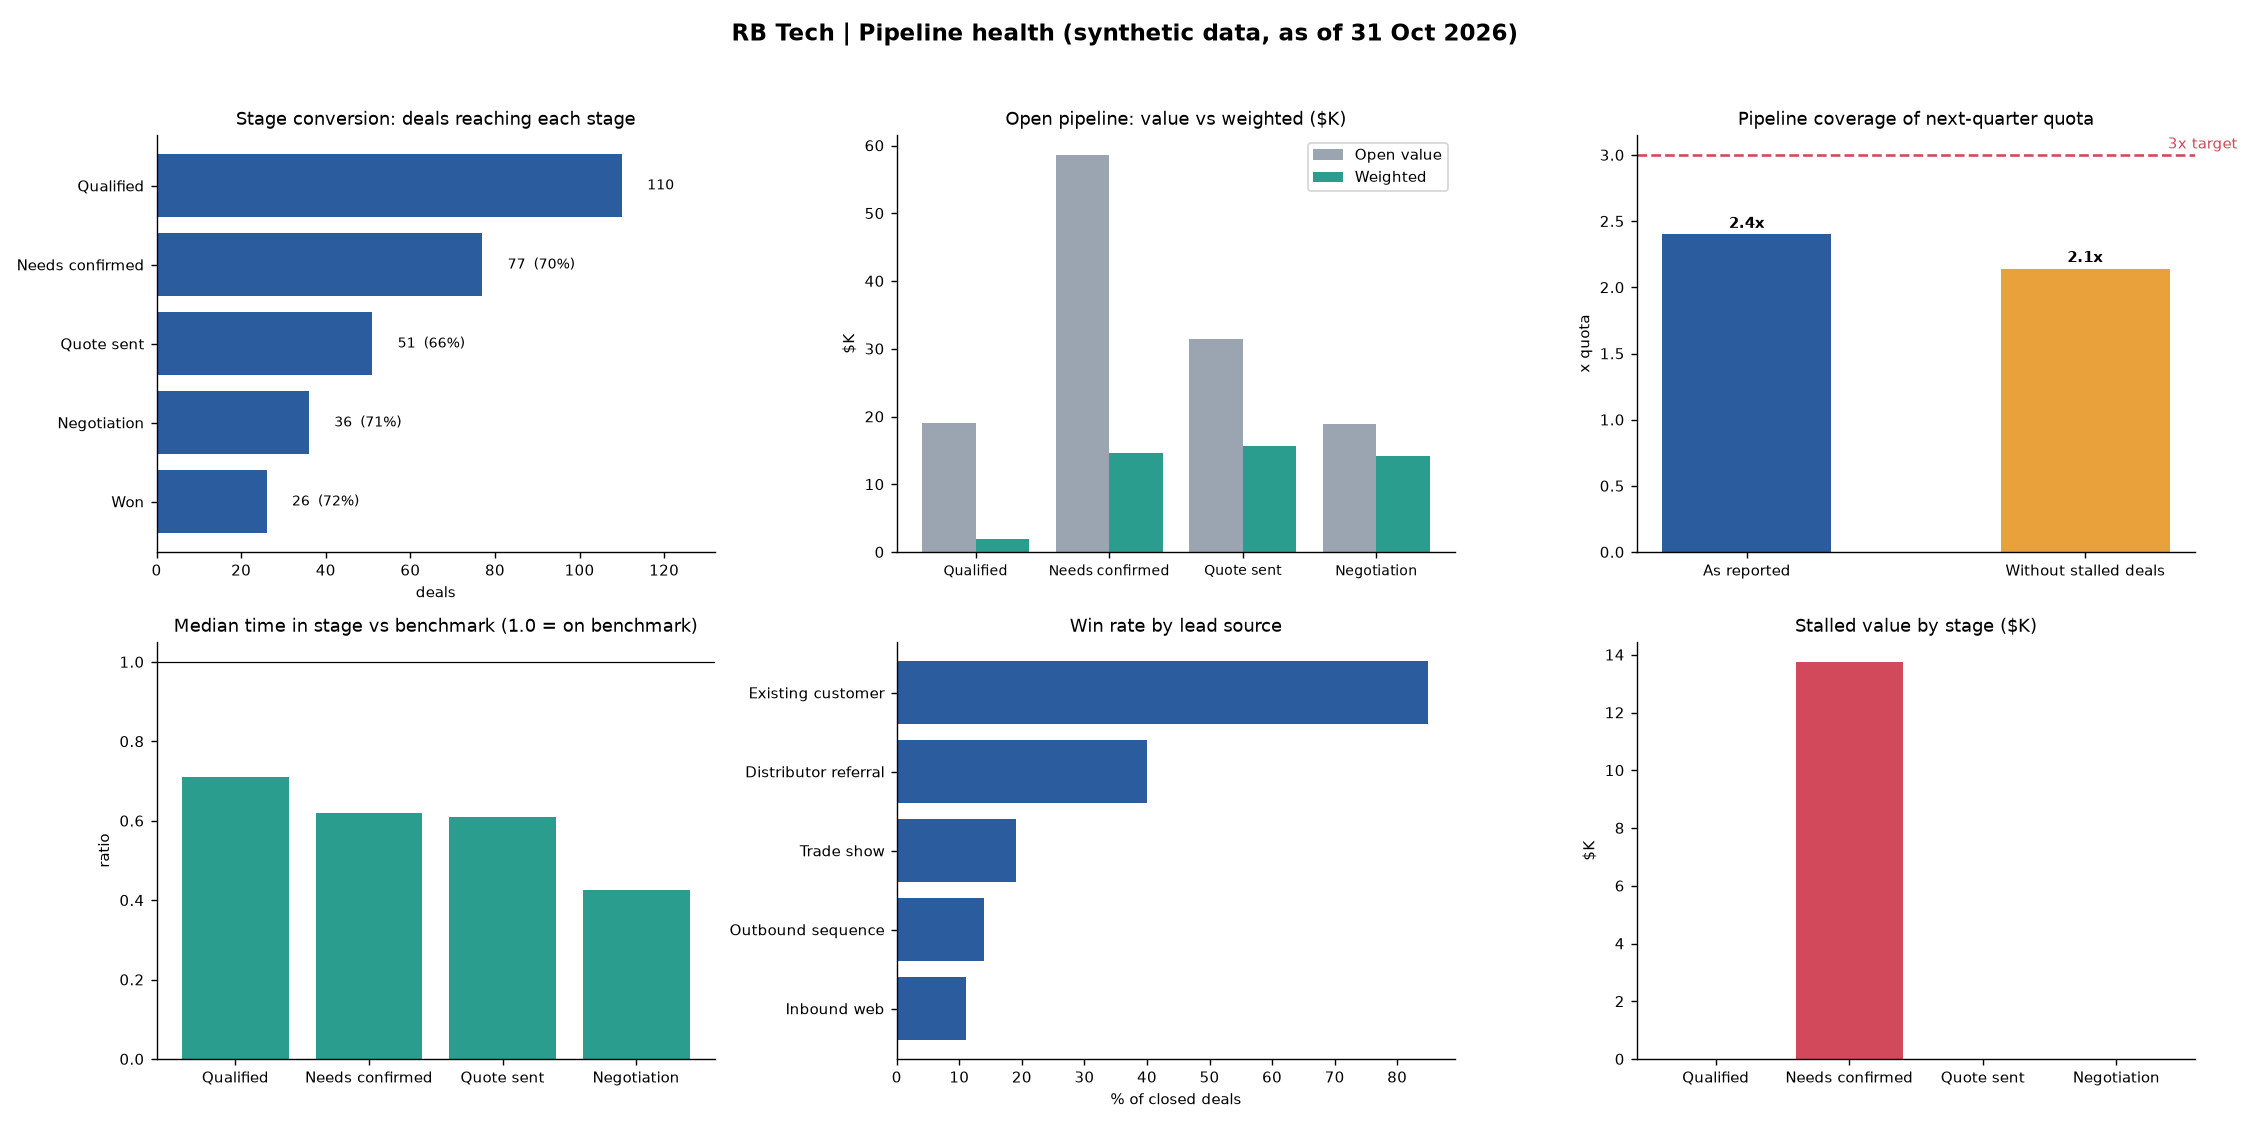 RB Tech | Pipeline health (synthetic data, as of 31 Oct 2026)
Stage conversion: deals reaching each stage
Qualified
110
Needs confirmed
77 (70%)
Quote sent
51 (66%)
Negotiation
36 (71%)
Won
26 (72%)
0 20 40 60 80 100 120
deals
Open pipeline: value vs weighted ($K)
Open value
Weighted
$K
60
50
40
30
20
10
0
Qualified Needs confirmed Quote sent Negotiation
Pipeline coverage of next-quarter quota
3x target
x quota
3.0
2.5
2.0
1.5
1.0
0.5
0.0
2.4x
2.1x
As reported Without stalled deals
Median time in stage vs benchmark (1.0 = on benchmark)
ratio
1.0
0.8
0.6
0.4
0.2
0.0
Qualified Needs confirmed Quote sent Negotiation
Win rate by lead source
Existing customer
Distributor referral
Trade show
Outbound sequence
Inbound web
0 10 20 30 40 50 60 70 80
% of closed deals
Stalled value by stage ($K)
$K
14
12
10
8
6
4
2
0
Qualified Needs confirmed Quote sent Negotiation